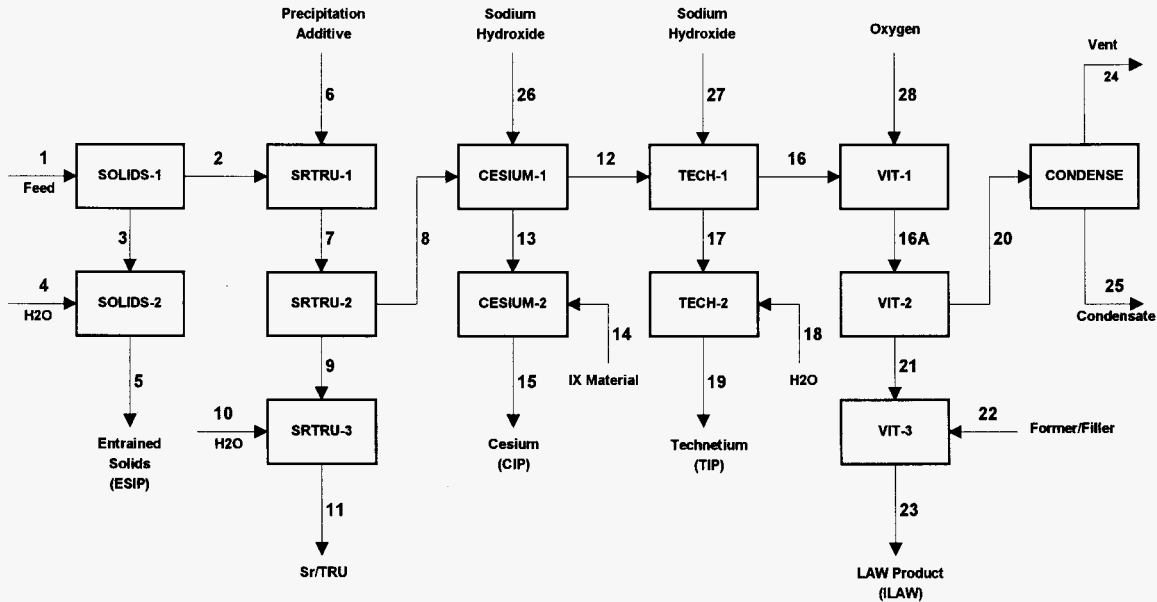 Precipitation
Additive
Sodium
Hydroxide
Sodium
Hydroxide
Oxygen
Vent
24
6
26
27
28
1
Feed
SOLIDS-1
2
SRTRU-1
CESIUM-1
12
TECH-1
16
VIT-1
CONDENSE
3
7
8
13
17
16A
20
4
H2O
SOLIDS-2
SRTRU-2
CESIUM-2
14
IX Material
TECH-2
18
H2O
VIT-2
25
Condensate
5
9
15
19
21
Entrained
Solids
(ESIP)
10
H2O
SRTRU-3
Cesium
(CIP)
Technetium
(TIP)
VIT-3
22
Former/Filler
11
23
Sr/TRU
LAW Product
(ILAW)